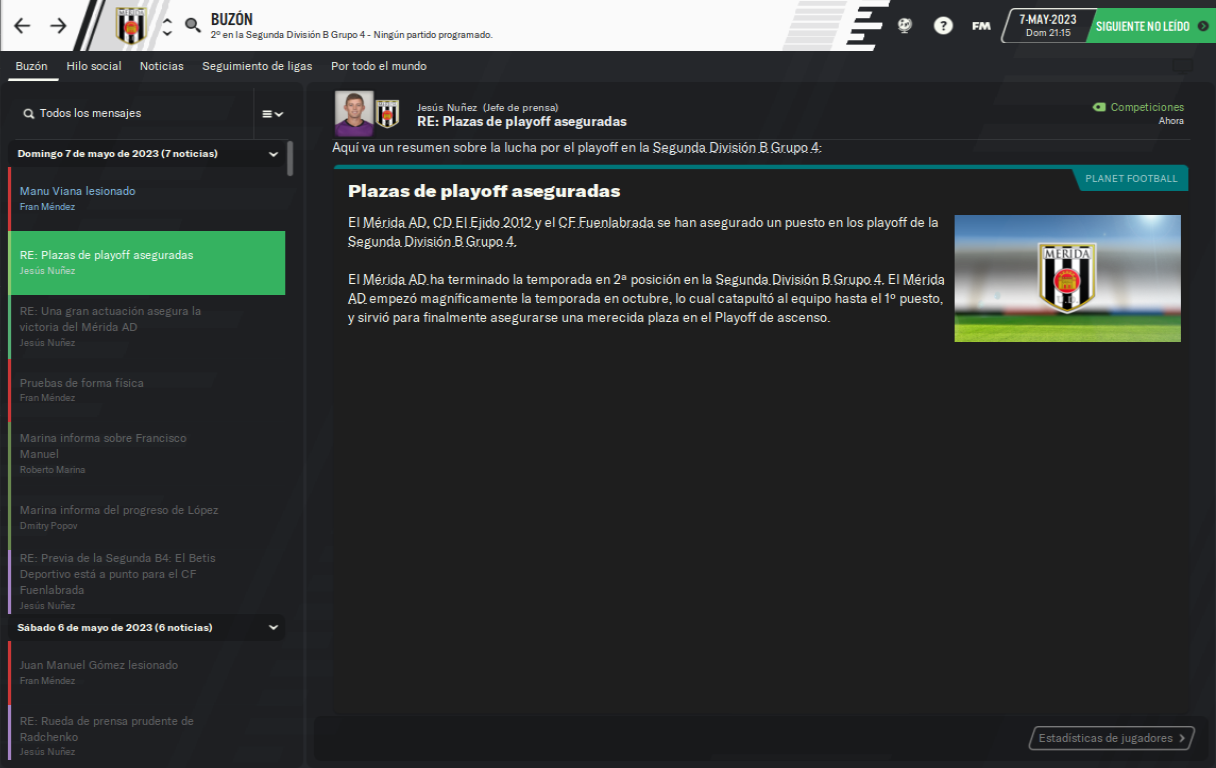 BUZÓN
2º en la Segunda División B Grupo 4 - Ningún partido programado.
FM
7-MAY-2023
Dom 21:15
SIGUIENTE NO LEÍDO
Buzón
Hilo social
Noticias
Seguimiento de ligas
Por todo el mundo
Todos los mensajes
Domingo 7 de mayo de 2023 (7 noticias)
Manu Viana lesionado
Fran Méndez
RE: Plazas de playoff aseguradas
Jesús Nuñez
RE: Una gran actuación asegura la
victoria del Mérida AD
Jesús Nuñez
Pruebas de forma física
Fran Méndez
Marina informa sobre Francisco
Manuel
Roberto Marina
Marina informa del progreso de López
Dmitry Popov
RE: Previa de la Segunda B4: El Betis
Deportivo está a punto para el CF
Fuenlabrada
Jesús Nuñez
Sábado 6 de mayo de 2023 (6 noticias)
Juan Manuel Gómez lesionado
Fran Méndez
RE: Rueda de prensa prudente de
Radchenko
Jesús Nuñez
Jesús Nuñez (Jefe de prensa)
RE: Plazas de playoff aseguradas
Competiciones
Ahora
Aquí va un resumen sobre la lucha por el playoff en la Segunda División B Grupo 4:
PLANET FOOTBALL
Plazas de playoff aseguradas
El Mérida AD, CD El Ejido 2012 y el CF Fuenlabrada se han asegurado un puesto en los playoff de la
Segunda División B Grupo 4.
El Mérida AD ha terminado la temporada en 2ª posición en la Segunda División B Grupo 4. El Mérida
AD empezó magníficamente la temporada en octubre, lo cual catapultó al equipo hasta el 1º puesto,
y sirvió para finalmente asegurarse una merecida plaza en el Playoff de ascenso.
MERIDA
Estadísticas de jugadores